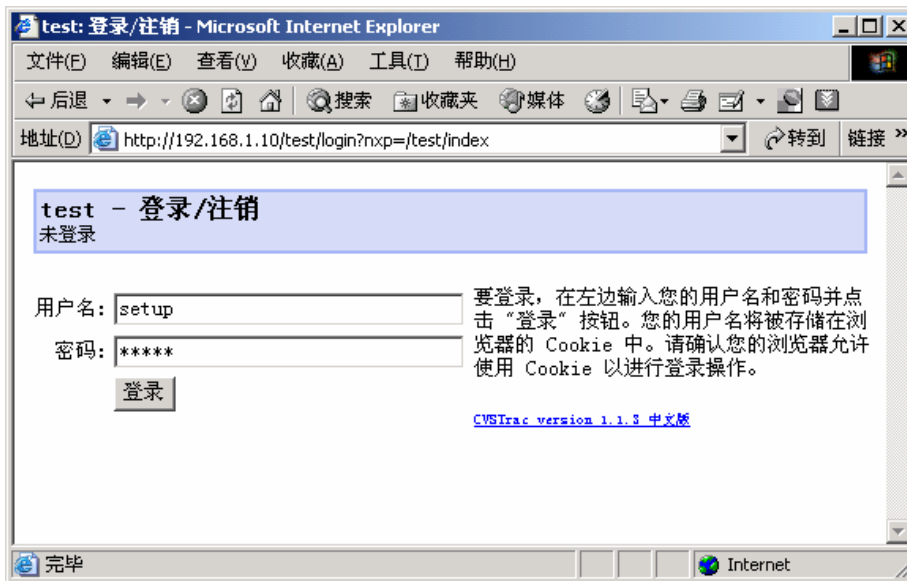 test: 登录/注销 - Microsoft Internet Explorer
文件(F) 编辑(E) 查看(V) 收藏(A) 工具(T) 帮助(H)
后退 搜索 收藏夹 媒体
地址(D) http://192.168.1.10/test/login?nxp=/test/index 转到 链接 »
test - 登录/注销
未登录
用户名: setup
密码: *****
登录
要登录，在左边输入您的用户名和密码并点
击 “登录” 按钮。您的用户名将被存储在浏
览器的 Cookie 中。请确认您的浏览器允许
使用 Cookie 以进行登录操作。
CVSTrac version 1.1.3 中文版
完毕 Internet